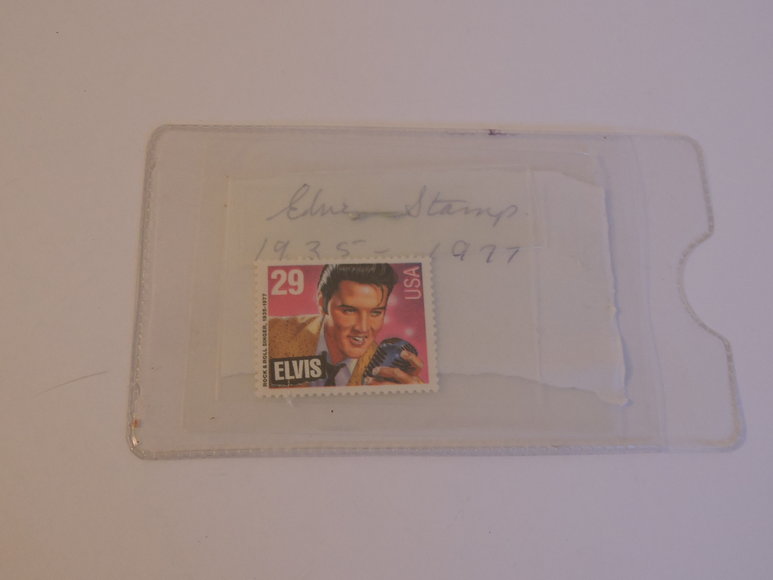 Elvis Stamp.
1935 - 1977
29
USA
ROCK & ROLL SINGER, 1935-1977
ELVIS